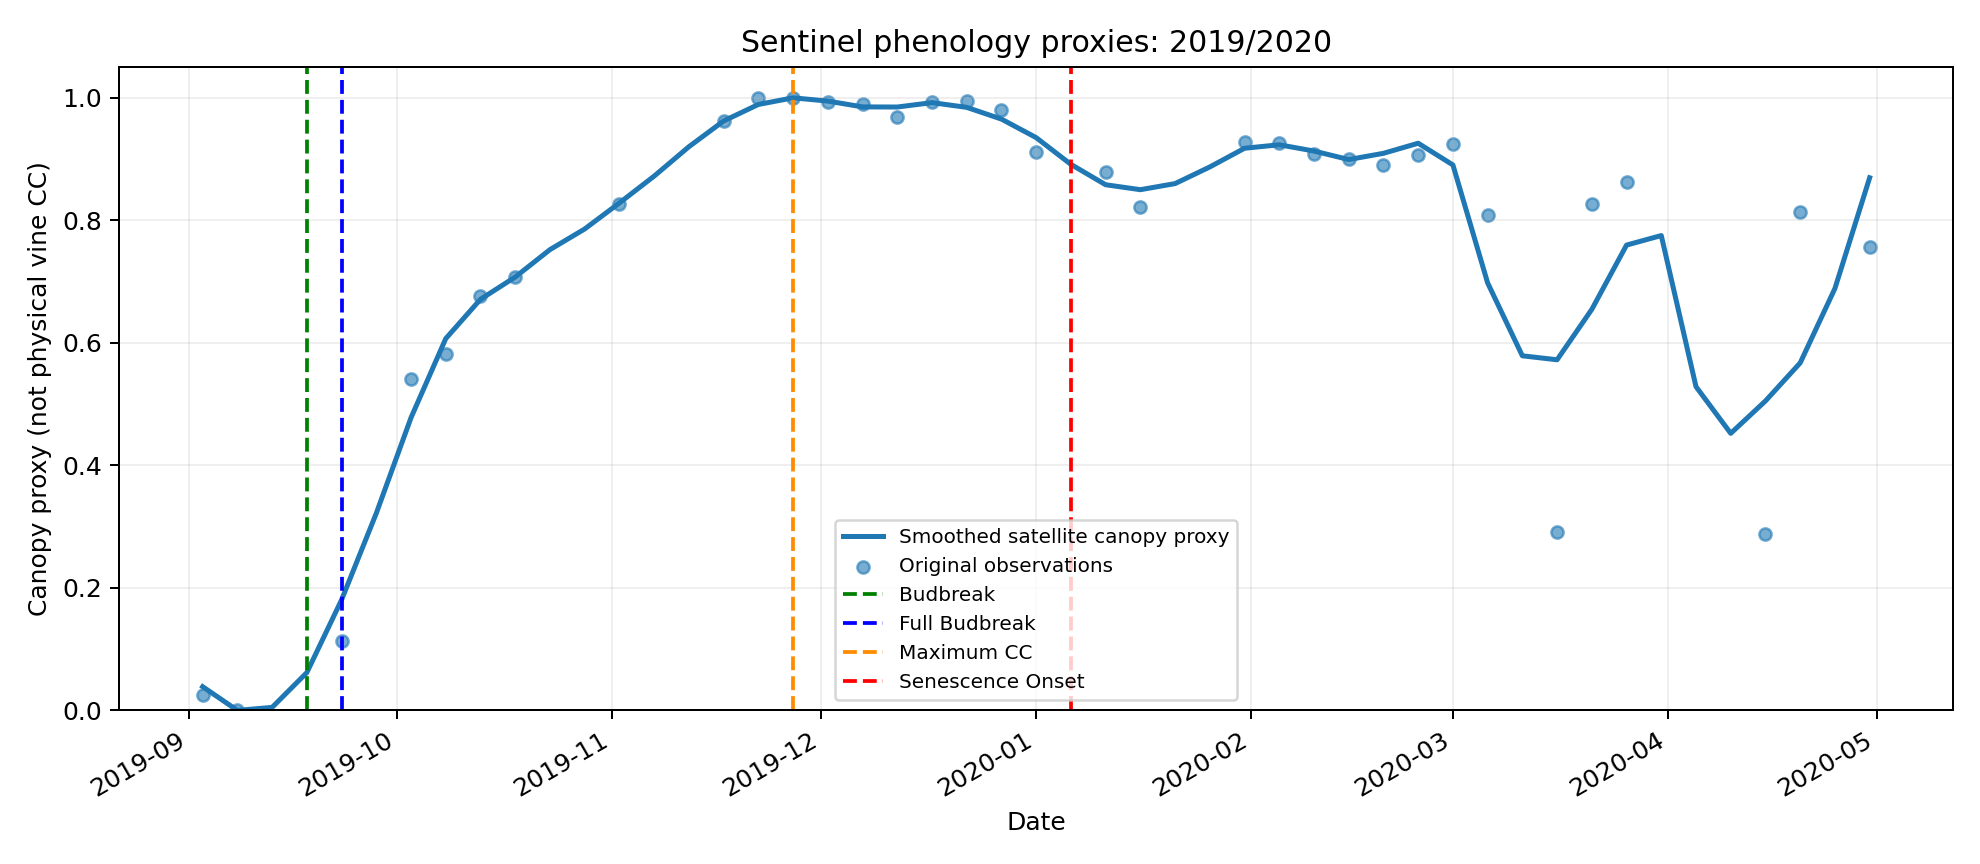 Sentinel phenology proxies: 2019/2020
Canopy proxy (not physical vine CC)
1.0
0.8
0.6
0.4
0.2
0.0
Smoothed satellite canopy proxy
Original observations
Budbreak
Full Budbreak
Maximum CC
Senescence Onset
2019-09
2019-10
2019-11
2019-12
2020-01
2020-02
2020-03
2020-04
2020-05
Date